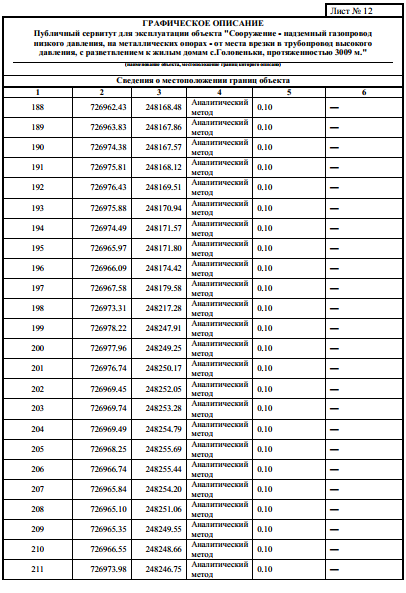 Лист № 12
ГРАФИЧЕСКОЕ ОПИСАНИЕ
Публичный сервитут для эксплуатации объекта "Сооружение - надземный газопровод
низкого давления, на металлических опорах - от места врезки в трубопровод высокого
давления, с разветвлением к жилым домам с.Голопеньки, протяженностью 3009 м."
(наименование объекта, местоположение границ которого описано)
Сведения о местоположении границ объекта
1 2 3 4 5 6
188 726962.43 248168.48 Аналитический метод 0.10 —
189 726963.83 248167.86 Аналитический метод 0.10 —
190 726974.38 248167.57 Аналитический метод 0.10 —
191 726975.81 248168.12 Аналитический метод 0.10 —
192 726976.43 248169.51 Аналитический метод 0.10 —
193 726975.88 248170.94 Аналитический метод 0.10 —
194 726974.49 248171.57 Аналитический метод 0.10 —
195 726965.97 248171.80 Аналитический метод 0.10 —
196 726966.09 248174.42 Аналитический метод 0.10 —
197 726967.58 248179.58 Аналитический метод 0.10 —
198 726973.31 248217.28 Аналитический метод 0.10 —
199 726978.22 248247.91 Аналитический метод 0.10 —
200 726977.96 248249.25 Аналитический метод 0.10 —
201 726976.74 248250.17 Аналитический метод 0.10 —
202 726969.45 248252.05 Аналитический метод 0.10 —
203 726969.74 248253.28 Аналитический метод 0.10 —
204 726969.49 248254.79 Аналитический метод 0.10 —
205 726968.25 248255.69 Аналитический метод 0.10 —
206 726966.74 248255.44 Аналитический метод 0.10 —
207 726965.84 248254.20 Аналитический метод 0.10 —
208 726965.10 248251.06 Аналитический метод 0.10 —
209 726965.35 248249.55 Аналитический метод 0.10 —
210 726966.55 248248.66 Аналитический метод 0.10 —
211 726973.98 248246.75 Аналитический метод 0.10 —